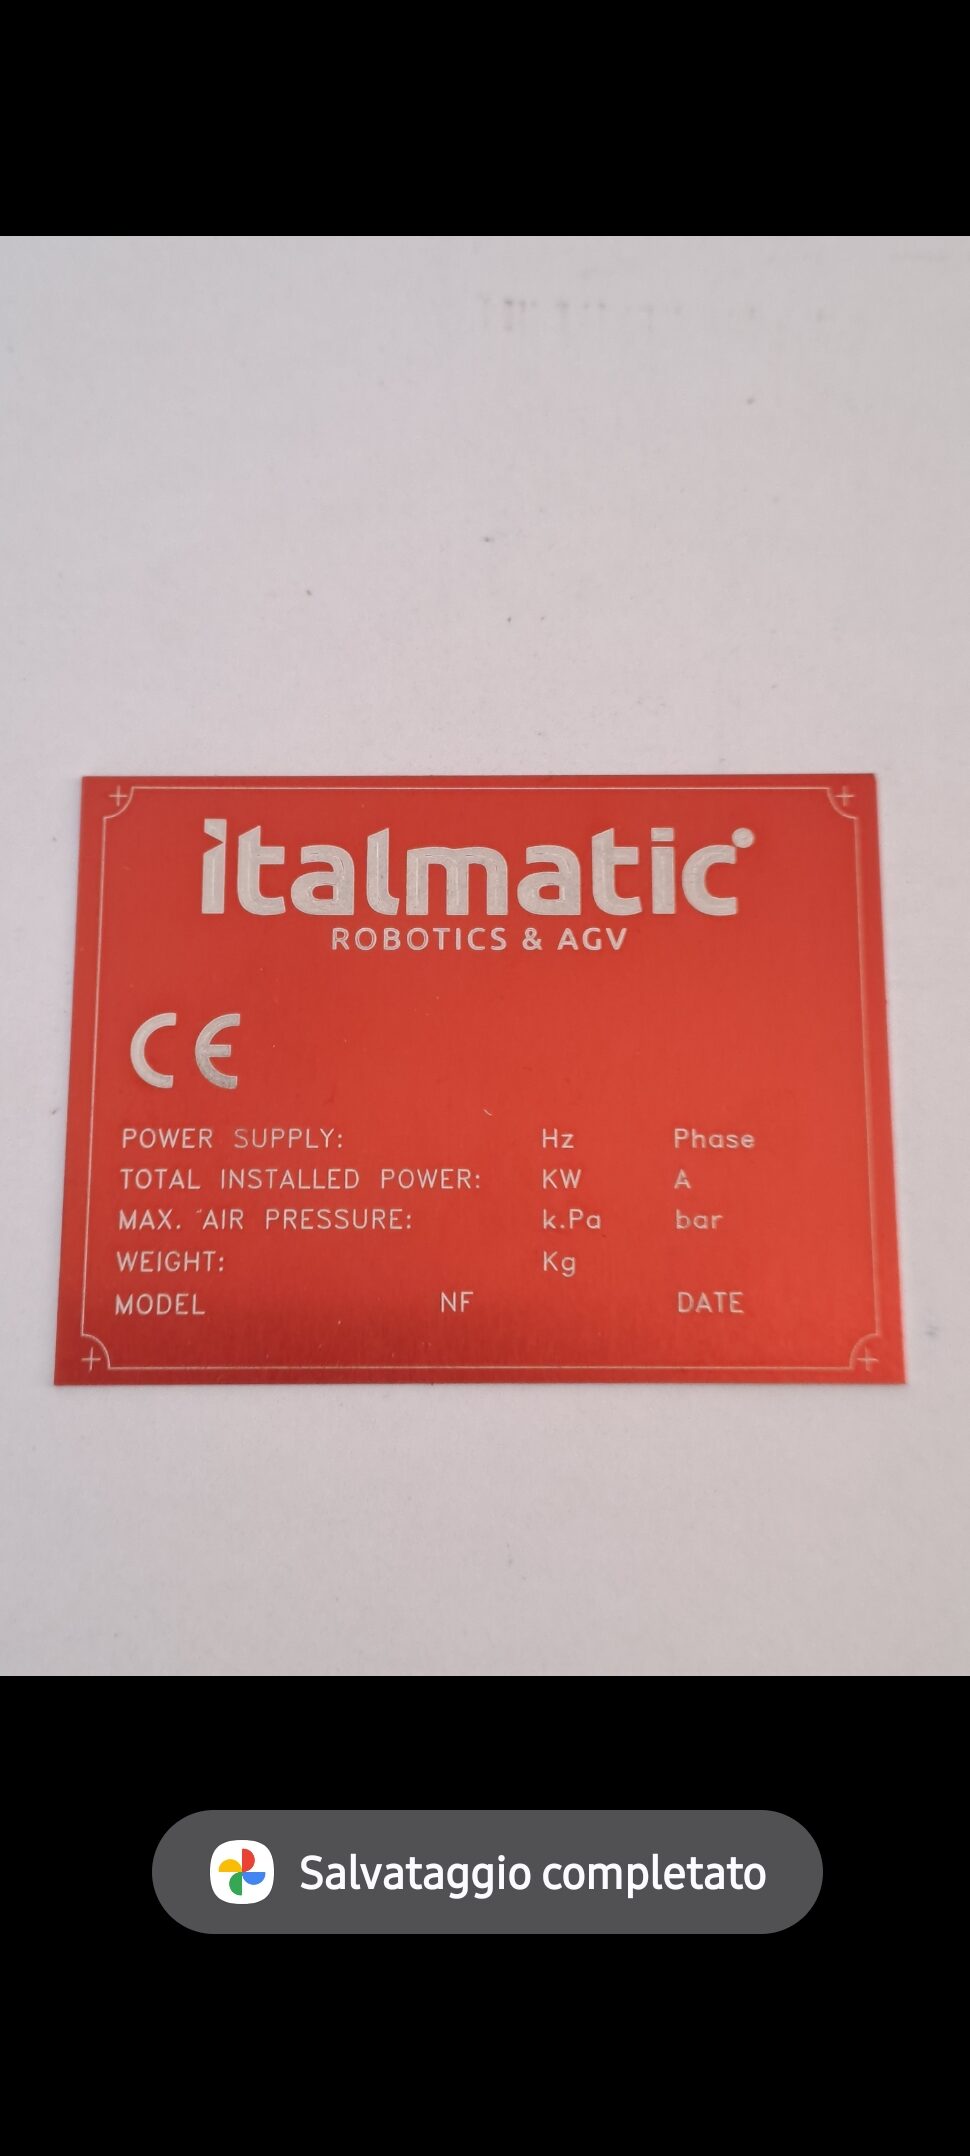 italmatic
ROBOTICS & AGV
CE
POWER SUPPLY: Hz Phase
TOTAL INSTALLED POWER: KW A
MAX. AIR PRESSURE: k.Pa bar
WEIGHT: Kg
MODEL NF DATE
Salvataggio completato